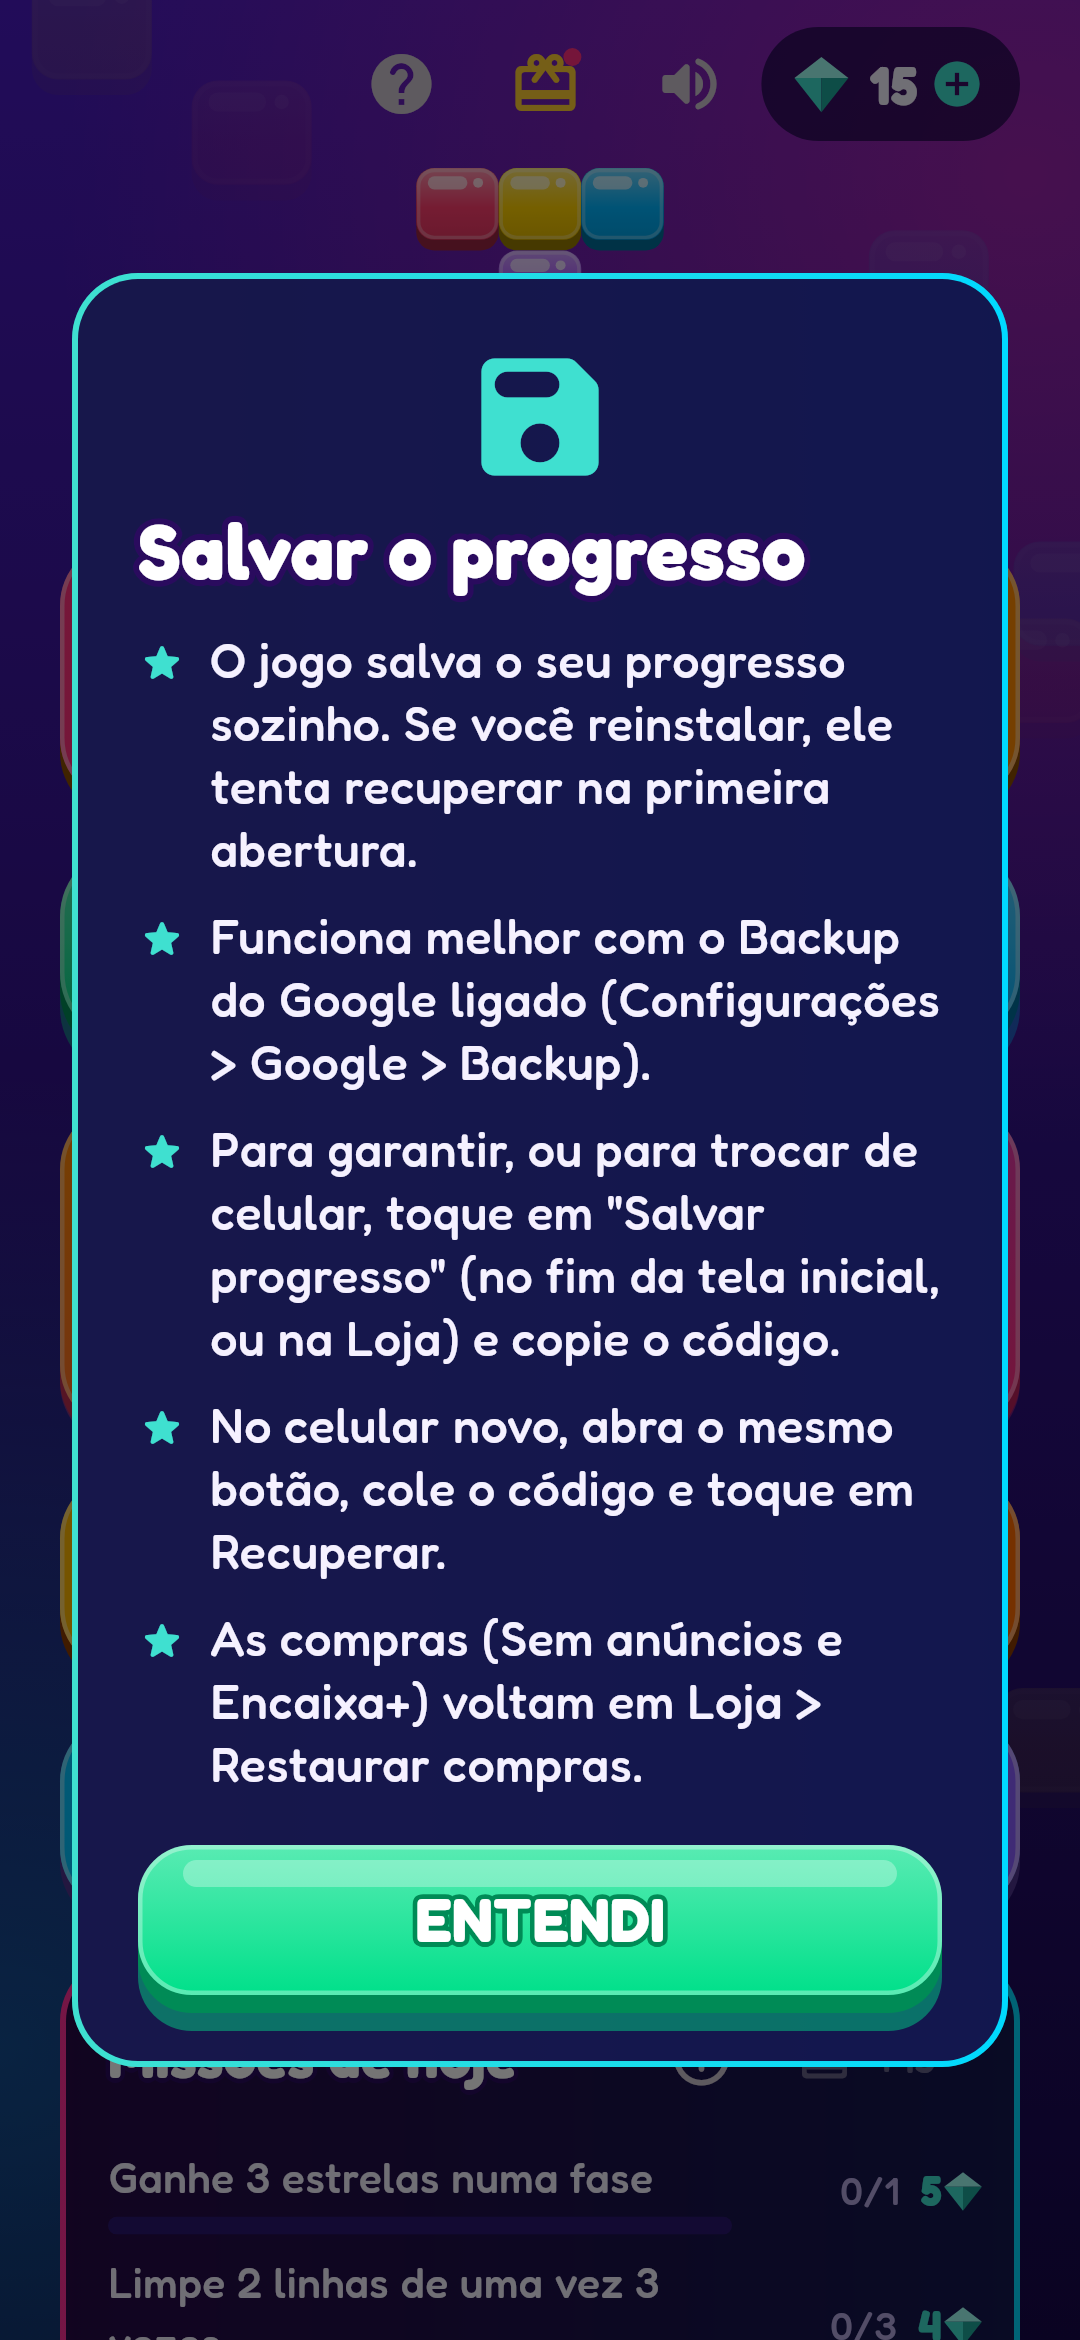 15
Salvar o progresso
O jogo salva o seu progresso
sozinho. Se você reinstalar, ele
tenta recuperar na primeira
abertura.
Funciona melhor com o Backup
do Google ligado (Configurações
> Google > Backup).
Para garantir, ou para trocar de
celular, toque em "Salvar
progresso" (no fim da tela inicial,
ou na Loja) e copie o código.
No celular novo, abra o mesmo
botão, cole o código e toque em
Recuperar.
As compras (Sem anúncios e
Encaixa+) voltam em Loja >
Restaurar compras.
ENTENDI
Missões de hoje
Ganhe 3 estrelas numa fase
0/1 5
Limpe 2 linhas de uma vez 3
0/3 4